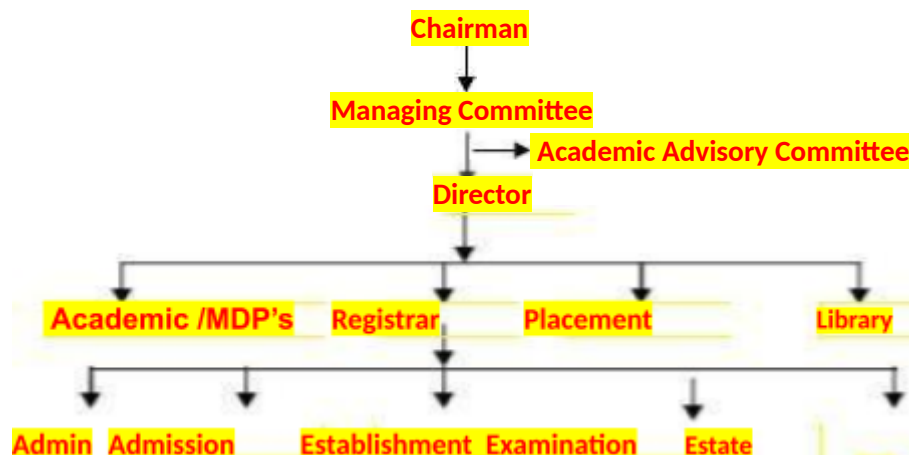 Chairman
Managing Committee
Academic Advisory Committee
Director
Academic /MDP's Registrar Placement Library
Admin Admission Establishment Examination Estate